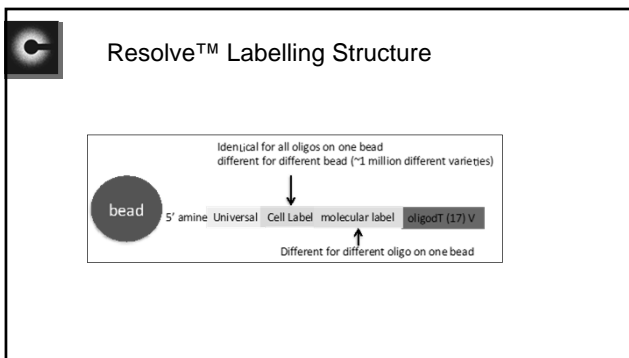 Resolve™ Labelling Structure
Identical for all oligos on one bead
different for different bead (~1 million different varieties)
bead
5' amine Universal Cell Label molecular label oligodT (17) V
Different for different oligo on one bead